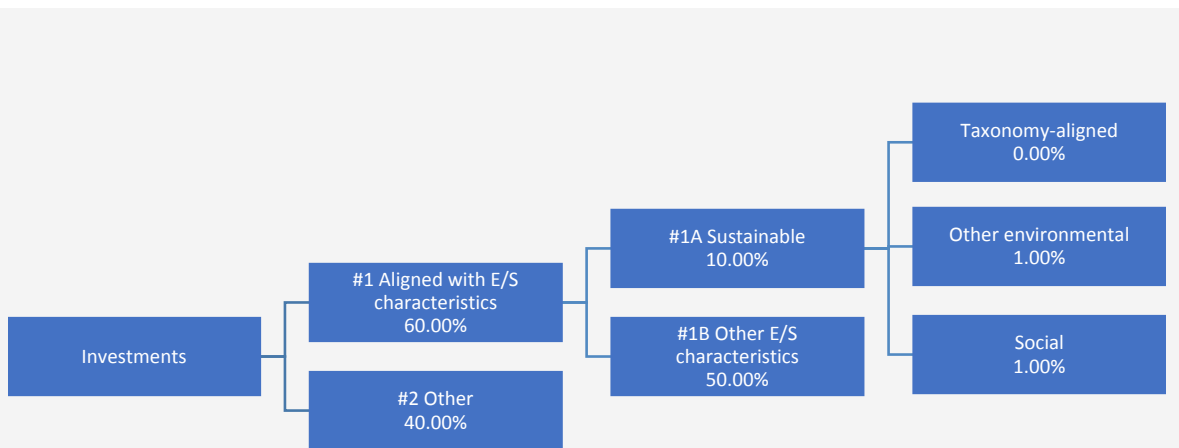 Investments
#1 Aligned with E/S
characteristics
60.00%
#2 Other
40.00%
#1A Sustainable
10.00%
#1B Other E/S
characteristics
50.00%
Taxonomy-aligned
0.00%
Other environmental
1.00%
Social
1.00%